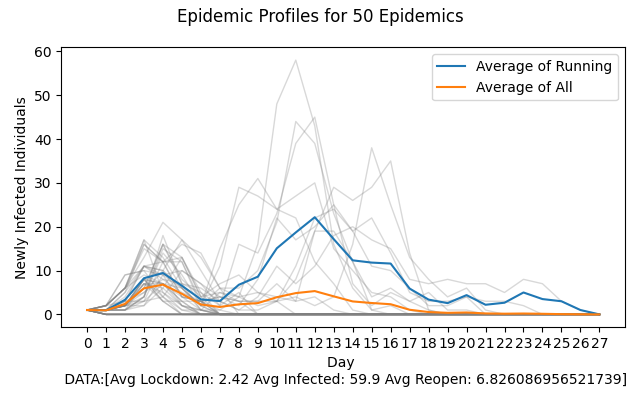 Epidemic Profiles for 50 Epidemics
60
50
40
30
20
10
0
Newly Infected Individuals
Average of Running
Average of All
0 1 2 3 4 5 6 7 8 9 10 11 12 13 14 15 16 17 18 19 20 21 22 23 24 25 26 27
Day
DATA:[Avg Lockdown: 2.42 Avg Infected: 59.9 Avg Reopen: 6.826086956521739]